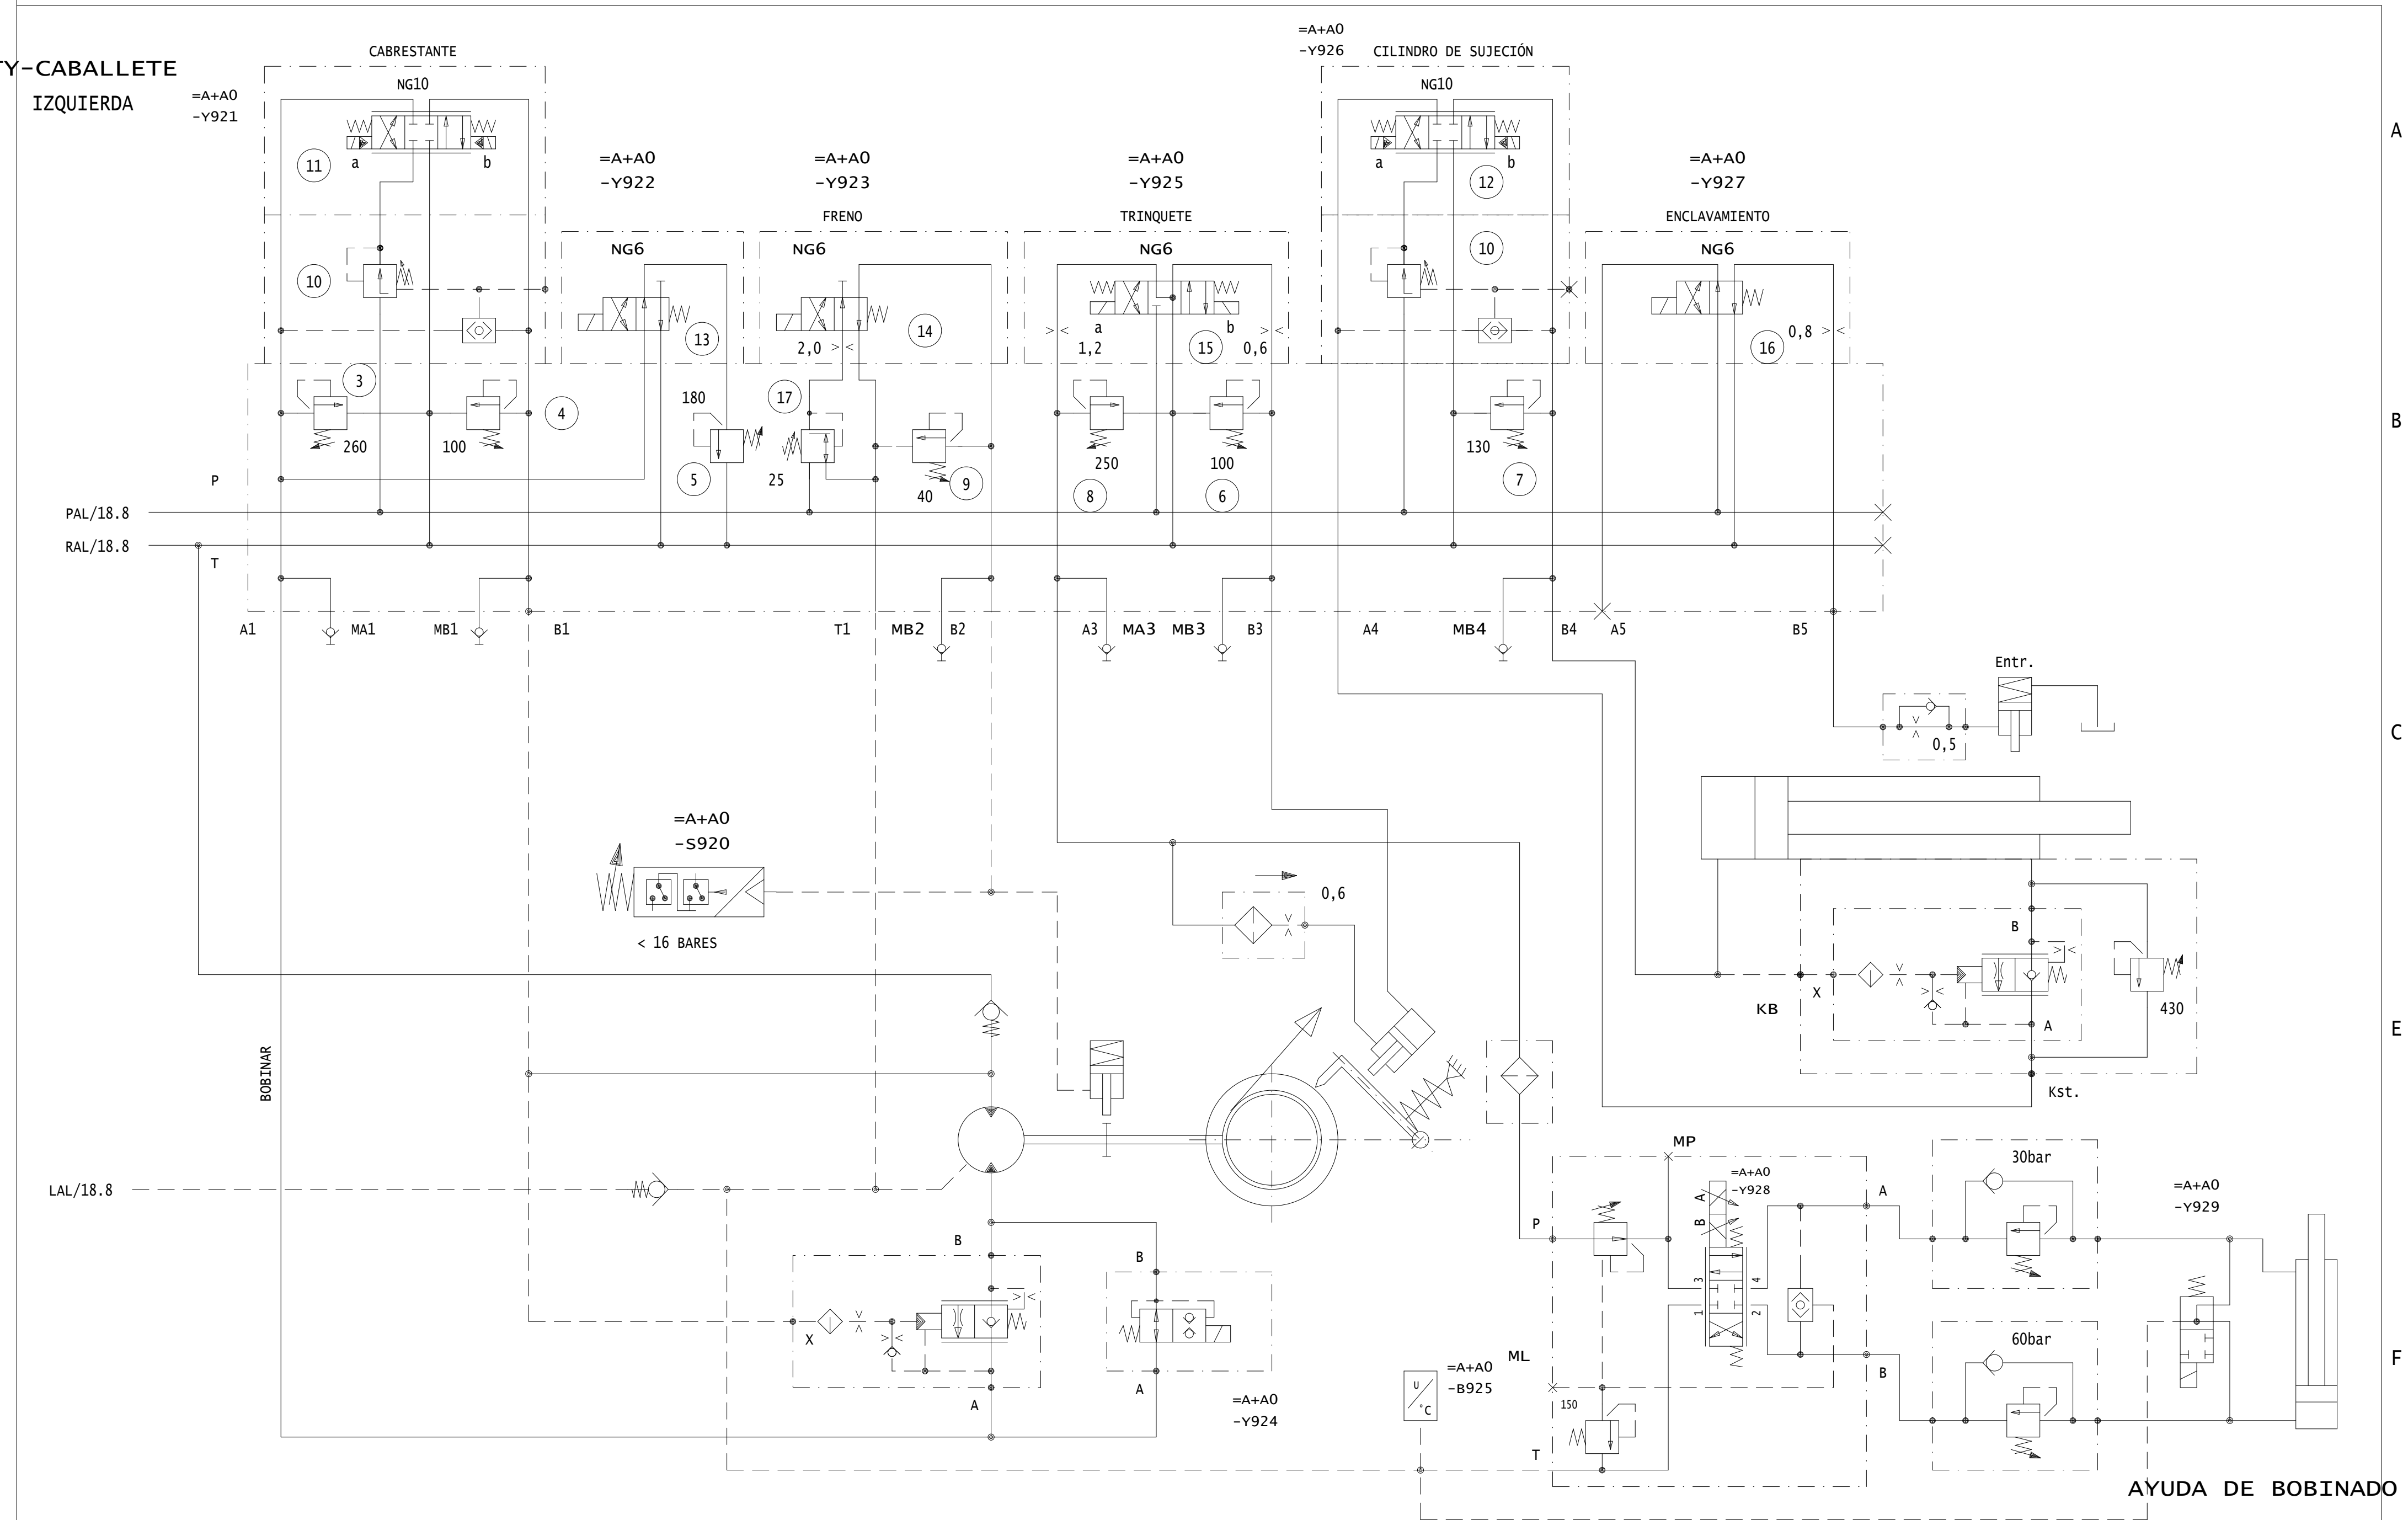 =A+A0
-Y926
CABRESTANTE
CILINDRO DE SUJECIÓN
TY-CABALLETE
IZQUIERDA
=A+A0
-Y921
NG10
NG10
A
11
a
b
a
b
12
=A+A0
-Y922
=A+A0
-Y923
=A+A0
-Y925
=A+A0
-Y927
FRENO
TRINQUETE
ENCLAVAMIENTO
NG6
NG6
NG6
NG6
10
10
13
2,0
14
a
b
1,2
15
0,6
16
0,8
3
4
260
100
180
5
17
25
9
40
250
8
100
6
130
7
B
P
PAL/18.8
RAL/18.8
T
A1
MA1
MB1
B1
T1
MB2
B2
A3
MA3
MB3
B3
A4
MB4
B4
A5
B5
Entr.
0,5
C
=A+A0
-S920
< 16 BARES
0,6
B
X
KB
A
430
Kst.
E
BOBINAR
LAL/18.8
MP
=A+A0
-Y928
A
B
P
3
4
1
2
A
B
30bar
60bar
=A+A0
-Y929
B
X
A
B
A
=A+A0
-Y924
U
°C
=A+A0
-B925
ML
150
T
F
AYUDA DE BOBINADO